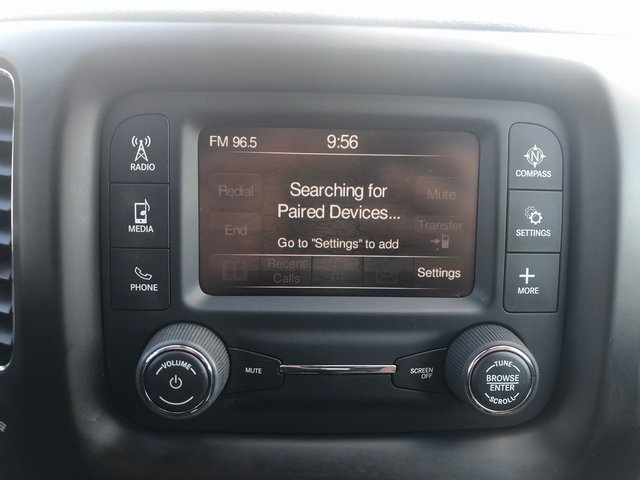 FM 96.5
9:56
RADIO
COMPASS
N
Redial
Searching for
Paired Devices...
Mute
MEDIA
SETTINGS
End
Transfer
Go to "Settings" to add
PHONE
Recent
Calls
Settings
MORE
VOLUME
MUTE
SCREEN
OFF
TUNE
BROWSE
ENTER
SCROLL